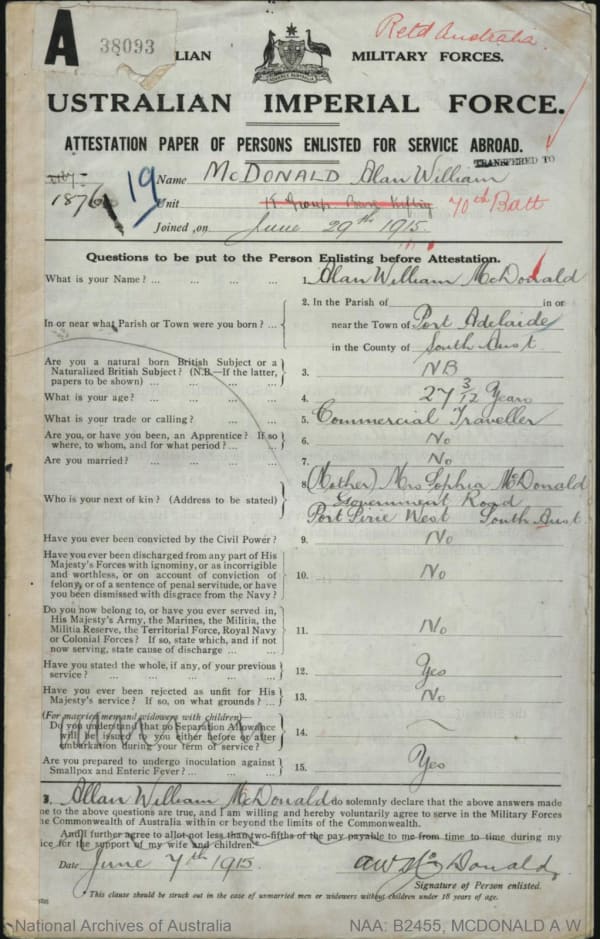 A
38093
LIAN MILITARY FORCES.
Retd Australia.
USTRALIAN IMPERIAL FORCE.
ATTESTATION PAPER OF PERSONS ENLISTED FOR SERVICE ABROAD.
TRANSFERED TO
1876
19
Name McDONALD Alan William
Unit 70th Batt
Joined on June 29th 1915
Questions to be put to the Person Enlisting before Attestation.
What is your Name? ... ... ... ... 1. Alan William McDonald
In or near what Parish or Town were you born? ... 2. In the Parish of in or
near the Town of Port Adelaide
in the County of South Aust
Are you a natural born British Subject or a
Naturalized British Subject? (N.B.—If the latter,
papers to be shown) ... ... ... 3. NB
What is your age? ... ... ... ... 4. 27 3/12 Years
What is your trade or calling? ... ... ... 5. Commercial Traveller
Are you, or have you been, an Apprentice? If so
where, to whom, and for what period? ... ... 6. No
Are you married? ... ... ... ... 7. No
Who is your next of kin? (Address to be stated) 8. (Mother) Mrs Sophia McDonald
Government Road
Port Pirie West South Aust.
Have you ever been convicted by the Civil Power? 9. No
Have you ever been discharged from any part of His
Majesty's Forces with ignominy, or as incorrigible
and worthless, or on account of conviction of
felony, or of a sentence of penal servitude, or have
you been dismissed with disgrace from the Navy? 10. No
Do you now belong to, or have you ever served in,
His Majesty's Army, the Marines, the Militia, the
Militia Reserve, the Territorial Force, Royal Navy
or Colonial Forces? If so, state which, and if not
now serving, state cause of discharge ... ... 11. No
Have you stated the whole, if any, of your previous
service? ... ... ... ... ... 12. Yes
Have you ever been rejected as unfit for His
Majesty's service? If so, on what grounds? ... 13. No
(For married men and widowers with children)—
Do you understand that no Separation Allowance
will be issued to you either before or after
embarkation during your term of service? 14.
Are you prepared to undergo inoculation against
Smallpox and Enteric Fever? ... ... ... 15. Yes
I, Allan William McDonald do solemnly declare that the above answers made
me to the above questions are true, and I am willing and hereby voluntarily agree to serve in the Military Forces
he Commonwealth of Australia within or beyond the limits of the Commonwealth.
And I further agree to allot not less than two-fifths of the pay payable to me from time to time during my
ice for the support of my wife and children.
Date June 7th 1915 AW McDonald
Signature of Person enlisted.
*This clause should be struck out in the case of unmarried men or widowers without children under 18 years of age.
National Archives of Australia NAA: B2455, MCDONALD A W